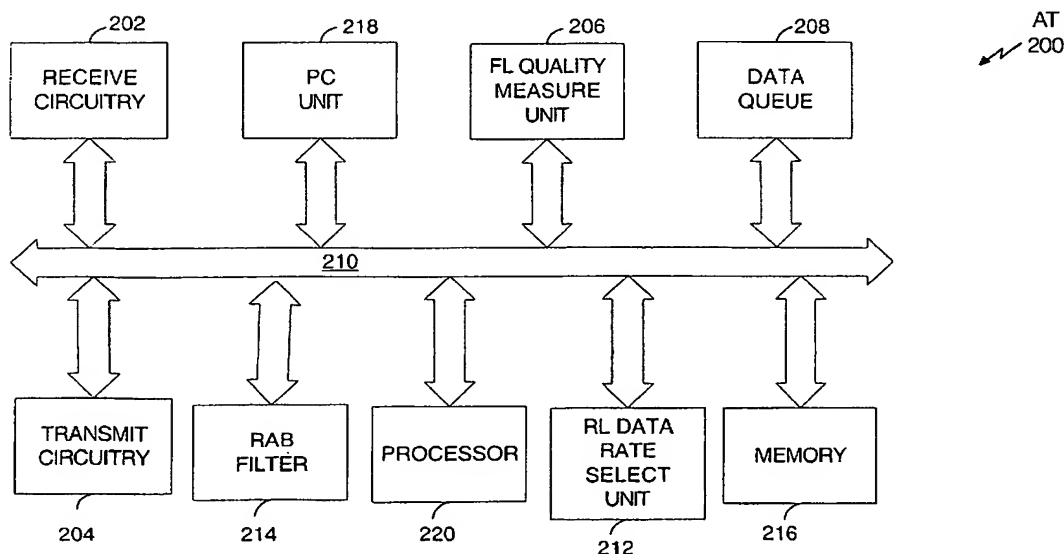 202
218
206
208
AT
200
RECEIVE
CIRCUITRY
PC
UNIT
FL QUALITY
MEASURE
UNIT
DATA
QUEUE
210
TRANSMIT
CIRCUITRY
RAB
FILTER
PROCESSOR
RL DATA
RATE
SELECT
UNIT
MEMORY
204
214
220
212
216